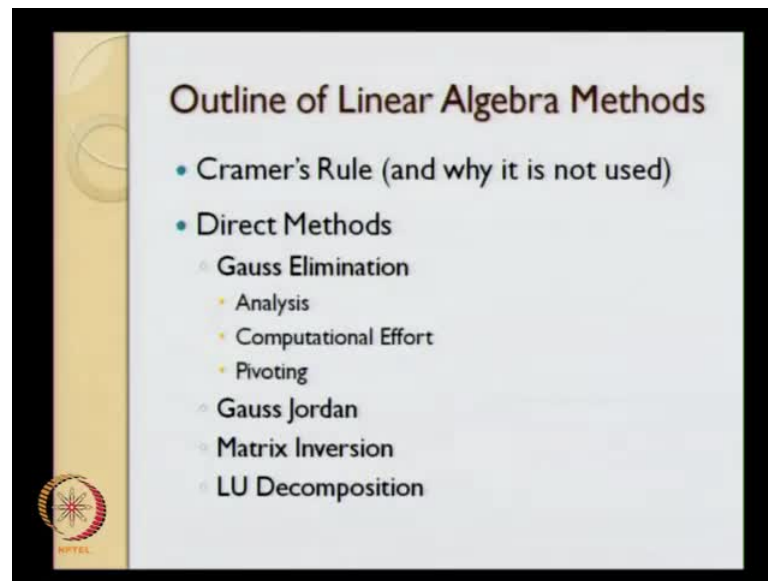 Outline of Linear Algebra Methods
Cramer's Rule (and why it is not used)
Direct Methods
Gauss Elimination
Analysis
Computational Effort
Pivoting
Gauss Jordan
Matrix Inversion
LU Decomposition
NPTEL